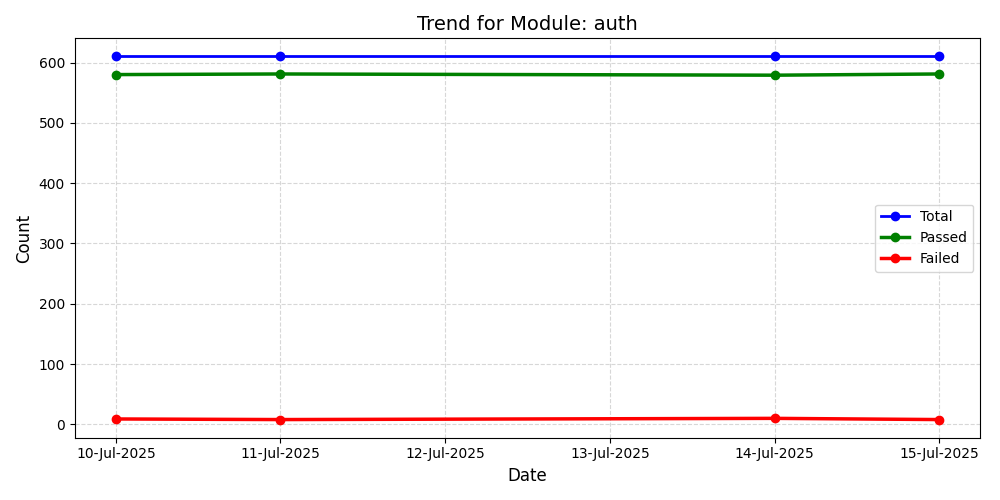 Trend for Module: auth
600
500
400
300
200
100
0
Count
Total
Passed
Failed
10-Jul-2025 11-Jul-2025 12-Jul-2025 13-Jul-2025 14-Jul-2025 15-Jul-2025
Date